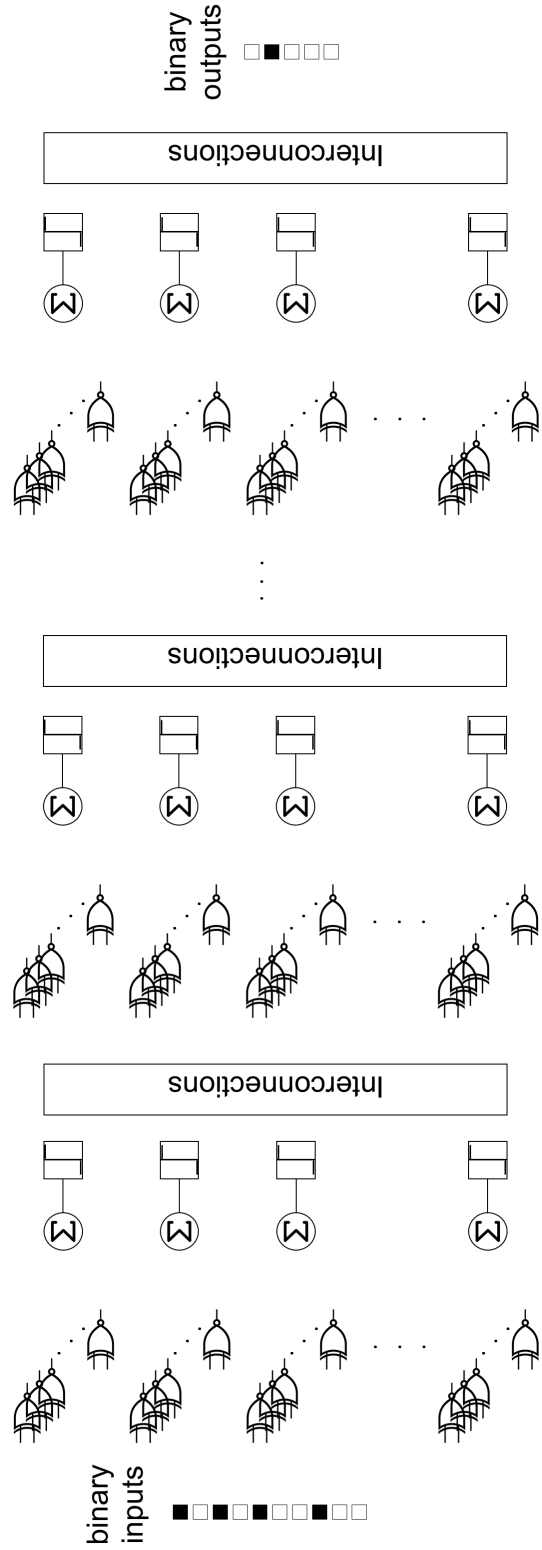 binary
outputs
Interconnections
Σ Σ Σ Σ
. . .
Interconnections
Σ Σ Σ Σ
. . .
Interconnections
Σ Σ Σ Σ
. . .
binary
inputs